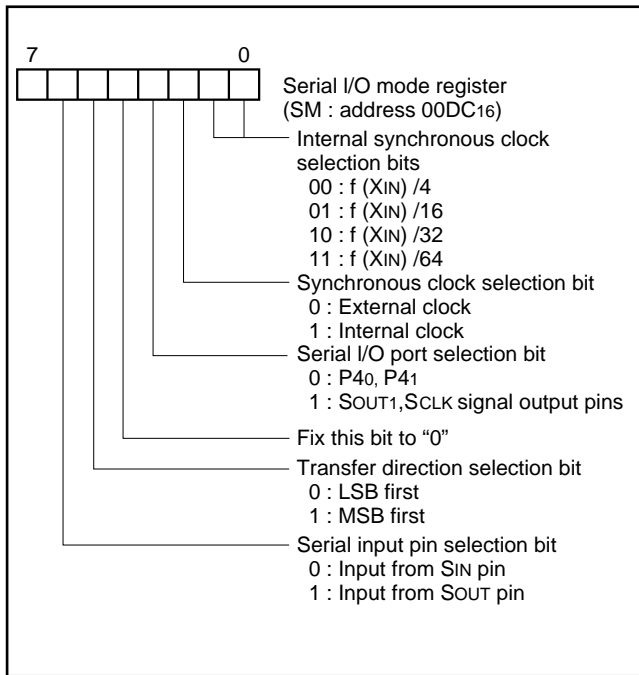 7 0
Serial I/O mode register
(SM : address 00DC16)
Internal synchronous clock
selection bits
00 : f (XIN) /4
01 : f (XIN) /16
10 : f (XIN) /32
11 : f (XIN) /64
Synchronous clock selection bit
0 : External clock
1 : Internal clock
Serial I/O port selection bit
0 : P40, P41
1 : SOUT1,SCLK signal output pins
Fix this bit to “0”
Transfer direction selection bit
0 : LSB first
1 : MSB first
Serial input pin selection bit
0 : Input from SIN pin
1 : Input from SOUT pin